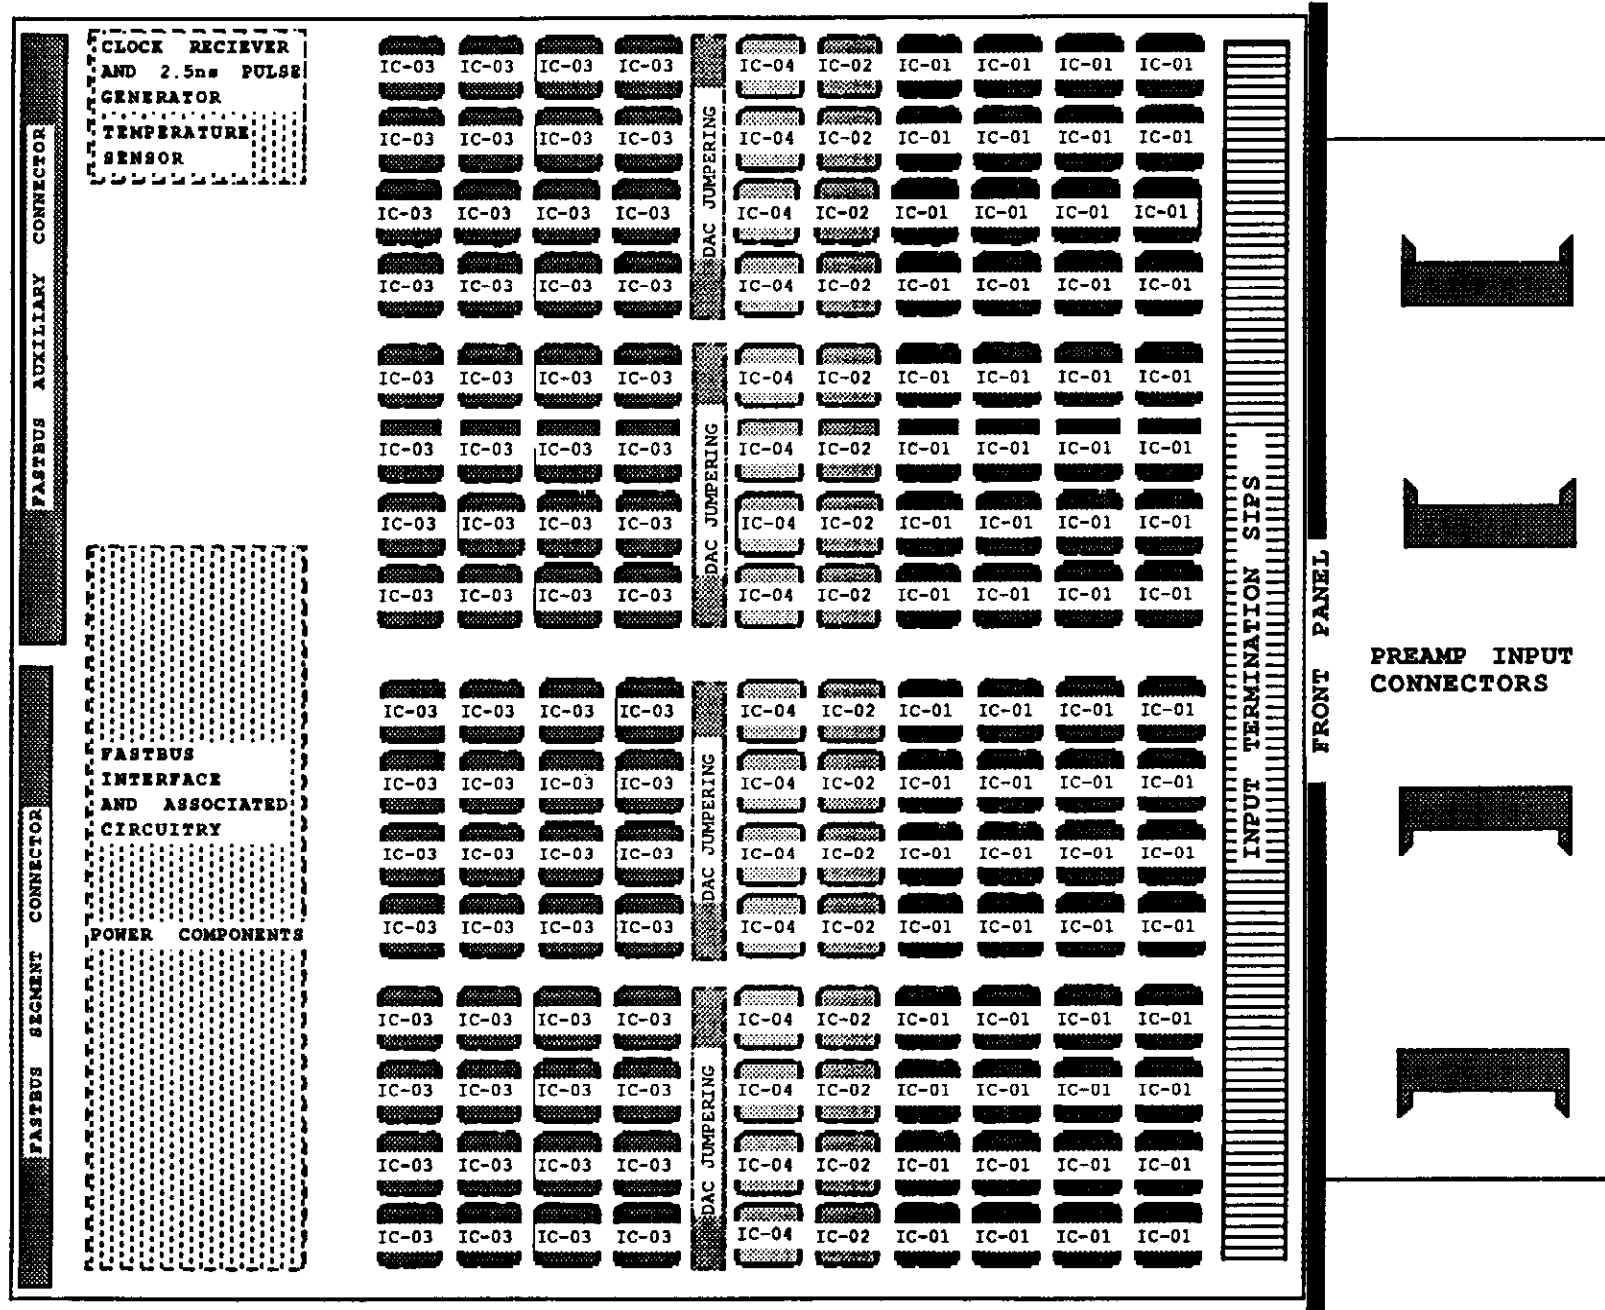 CLOCK RECIEVER
AND 2.5ns PULSE
GENERATOR
TEMPERATURE
SENSOR
FASTBUS AUXILIARY CONNECTOR
FASTBUS SEGMENT CONNECTOR
FASTBUS
INTERFACE
AND ASSOCIATED
CIRCUITRY
POWER COMPONENTS
IC-03 IC-03 IC-03 IC-03 IC-04 IC-02 IC-01 IC-01 IC-01 IC-01
IC-03 IC-03 IC-03 IC-03 IC-04 IC-02 IC-01 IC-01 IC-01 IC-01
IC-03 IC-03 IC-03 IC-03 IC-04 IC-02 IC-01 IC-01 IC-01 IC-01
IC-03 IC-03 IC-03 IC-03 IC-04 IC-02 IC-01 IC-01 IC-01 IC-01
DAC JUMPERING
IC-03 IC-03 IC-03 IC-03 IC-04 IC-02 IC-01 IC-01 IC-01 IC-01
IC-03 IC-03 IC-03 IC-03 IC-04 IC-02 IC-01 IC-01 IC-01 IC-01
IC-03 IC-03 IC-03 IC-03 IC-04 IC-02 IC-01 IC-01 IC-01 IC-01
IC-03 IC-03 IC-03 IC-03 IC-04 IC-02 IC-01 IC-01 IC-01 IC-01
DAC JUMPERING
IC-03 IC-03 IC-03 IC-03 IC-04 IC-02 IC-01 IC-01 IC-01 IC-01
IC-03 IC-03 IC-03 IC-03 IC-04 IC-02 IC-01 IC-01 IC-01 IC-01
IC-03 IC-03 IC-03 IC-03 IC-04 IC-02 IC-01 IC-01 IC-01 IC-01
IC-03 IC-03 IC-03 IC-03 IC-04 IC-02 IC-01 IC-01 IC-01 IC-01
DAC JUMPERING
IC-03 IC-03 IC-03 IC-03 IC-04 IC-02 IC-01 IC-01 IC-01 IC-01
IC-03 IC-03 IC-03 IC-03 IC-04 IC-02 IC-01 IC-01 IC-01 IC-01
IC-03 IC-03 IC-03 IC-03 IC-04 IC-02 IC-01 IC-01 IC-01 IC-01
IC-03 IC-03 IC-03 IC-03 IC-04 IC-02 IC-01 IC-01 IC-01 IC-01
DAC JUMPERING
INPUT TERMINATION SIPS
FRONT PANEL
PREAMP INPUT
CONNECTORS